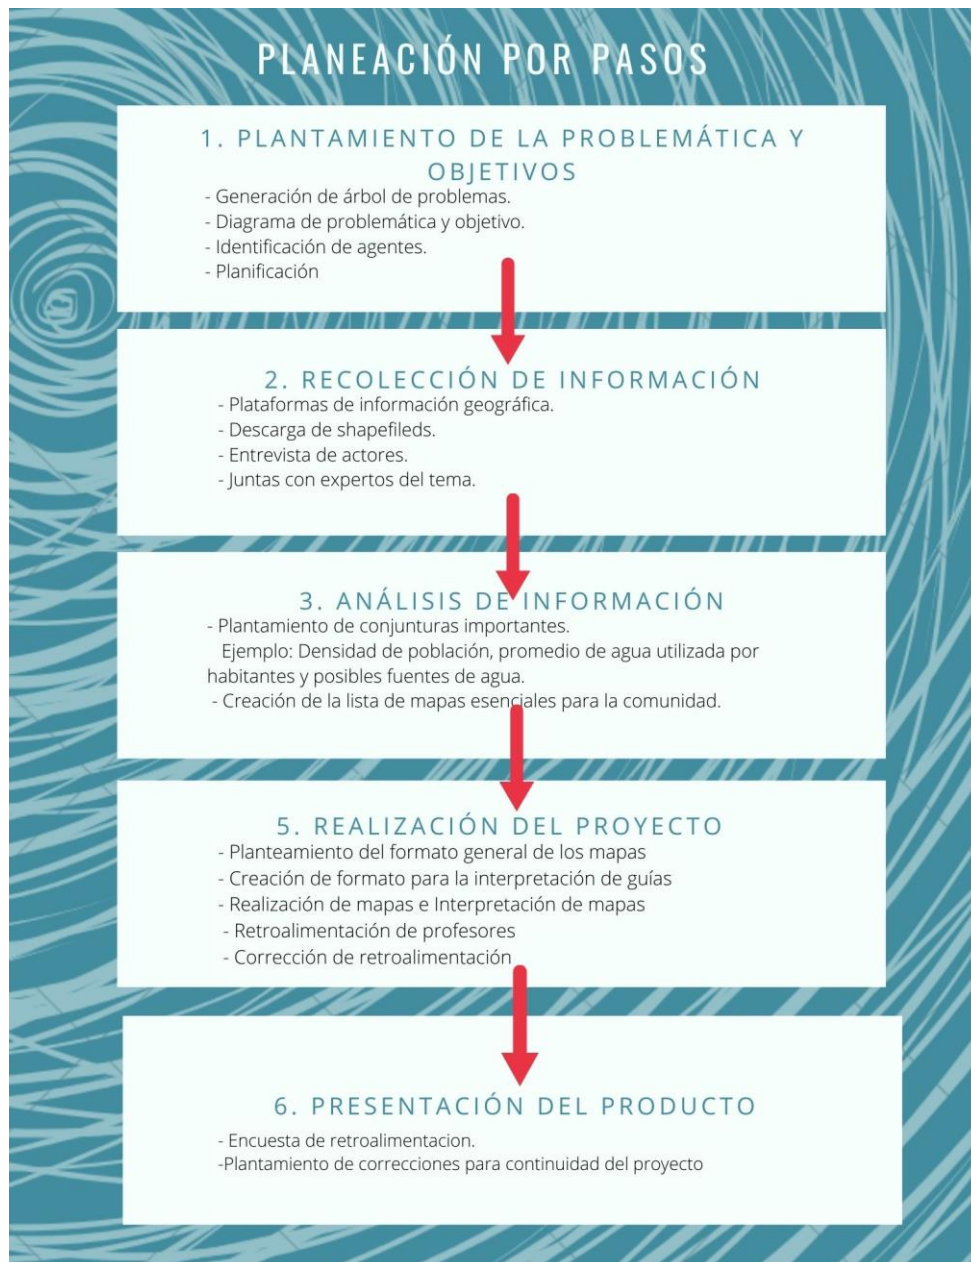 PLANEACIÓN POR PASOS
1. PLANTAMIENTO DE LA PROBLEMÁTICA Y
OBJETIVOS
- Generación de árbol de problemas.
- Diagrama de problemática y objetivo.
- Identificación de agentes.
- Planificación
2. RECOLECCIÓN DE INFORMACIÓN
- Plataformas de información geográfica.
- Descarga de shapefileds.
- Entrevista de actores.
- Juntas con expertos del tema.
3. ANÁLISIS DE INFORMACIÓN
- Plantamiento de conjunturas importantes.
Ejemplo: Densidad de población, promedio de agua utilizada por
habitantes y posibles fuentes de agua.
- Creación de la lista de mapas esenciales para la comunidad.
5. REALIZACIÓN DEL PROYECTO
- Planteamiento del formato general de los mapas
- Creación de formato para la interpretación de guías
- Realización de mapas e Interpretación de mapas
- Retroalimentación de profesores
- Corrección de retroalimentación
6. PRESENTACIÓN DEL PRODUCTO
- Encuesta de retroalimentacion.
-Plantamiento de correcciones para continuidad del proyecto